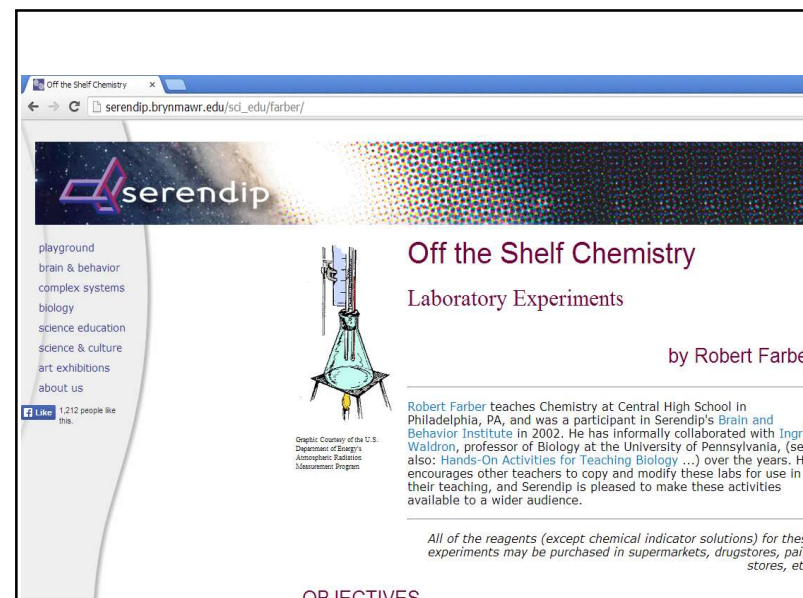 Off the Shelf Chemistry
serendip.brynmawr.edu/sci_edu/farber/
serendip
playground
brain & behavior
complex systems
biology
science education
science & culture
art exhibitions
about us
Like 1,212 people like
this.
Graphic Courtesy of the U.S.
Department of Energy's
Atmospheric Radiation
Measurement Program
Off the Shelf Chemistry
Laboratory Experiments
by Robert Farbe
Robert Farber teaches Chemistry at Central High School in
Philadelphia, PA, and was a participant in Serendip's Brain and
Behavior Institute in 2002. He has informally collaborated with Ingr
Waldron, professor of Biology at the University of Pennsylvania, (se
also: Hands-On Activities for Teaching Biology ...) over the years. H
encourages other teachers to copy and modify these labs for use in
their teaching, and Serendip is pleased to make these activities
available to a wider audience.
All of the reagents (except chemical indicator solutions) for thes
experiments may be purchased in supermarkets, drugstores, pai
stores, et
OBJECTIVES